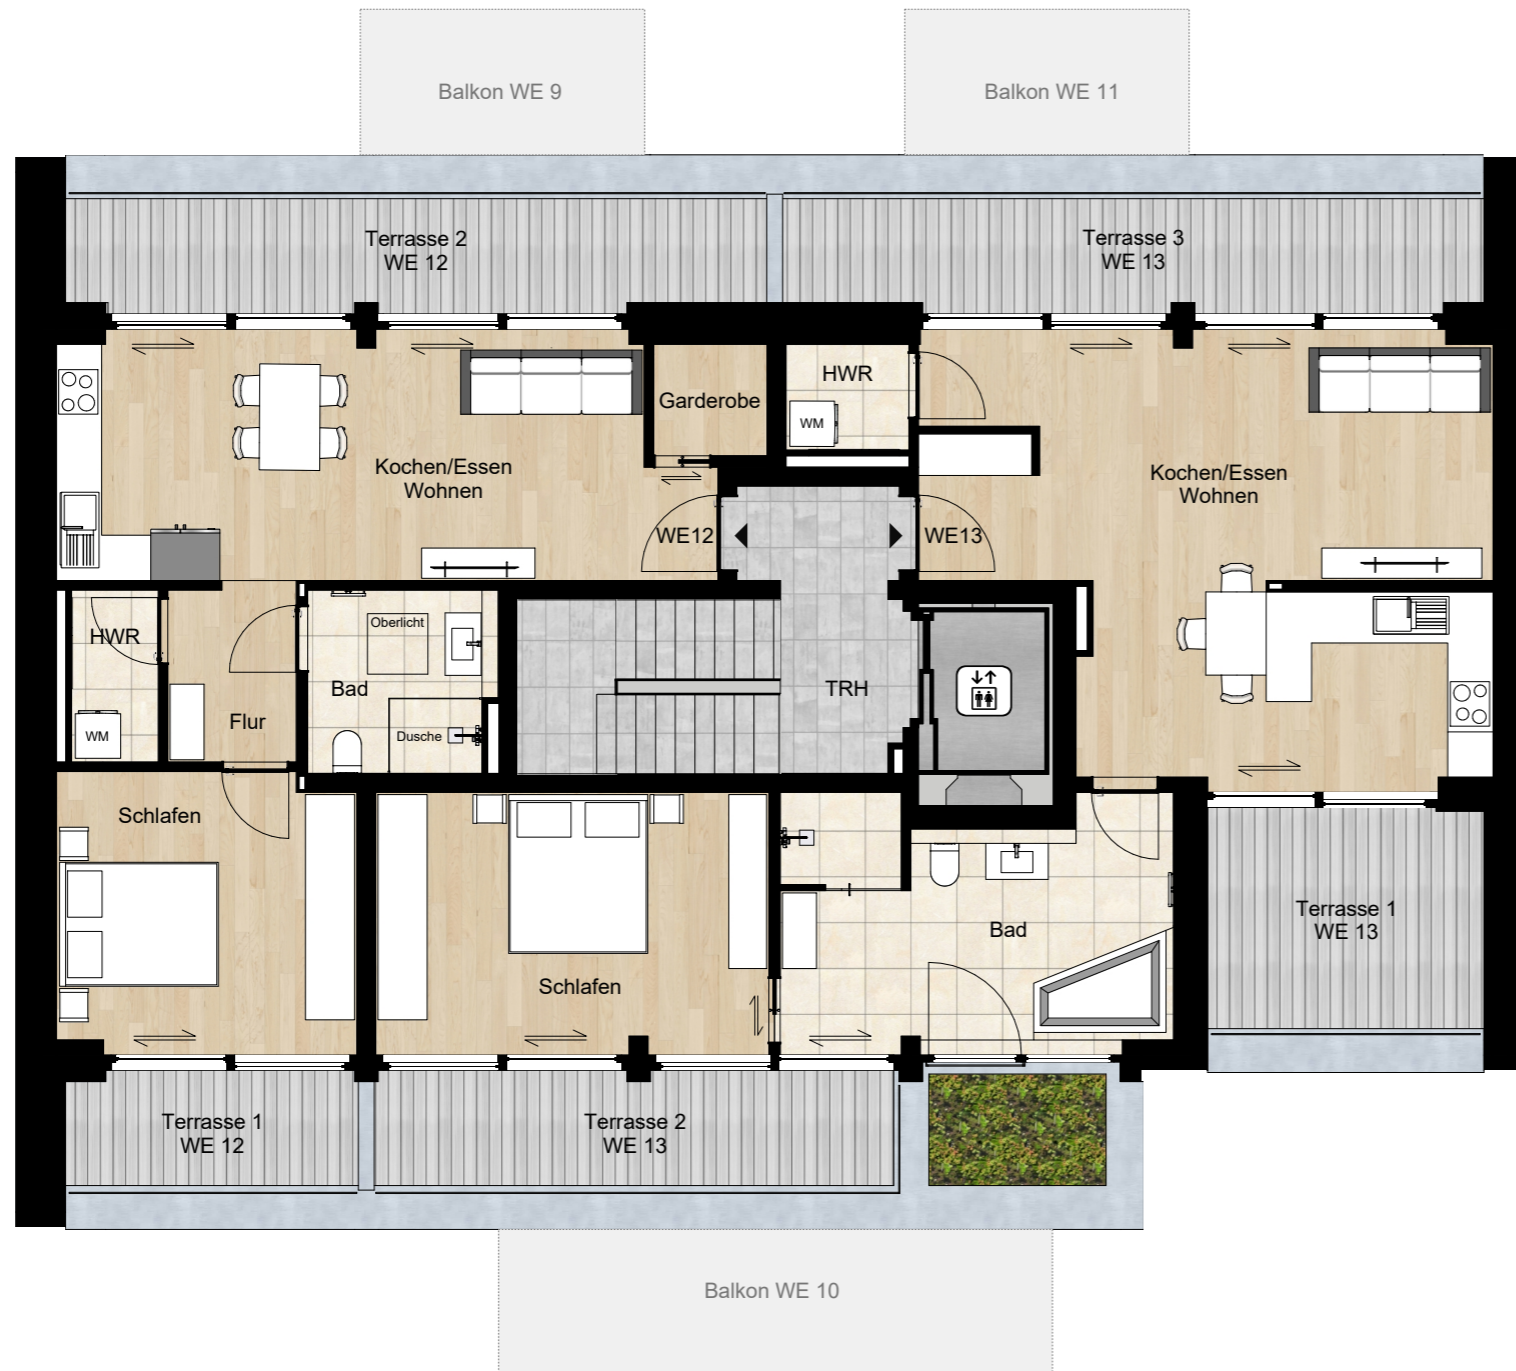 Balkon WE 9
Balkon WE 11
Terrasse 2
WE 12
Terrasse 3
WE 13
HWR
Garderobe
WM
Kochen/Essen
Wohnen
Kochen/Essen
Wohnen
WE12
WE13
HWR
Oberlicht
Bad
TRH
Flur
WM
Dusche
Schlafen
Terrasse 1
WE 13
Bad
Schlafen
Terrasse 1
WE 12
Terrasse 2
WE 13
Balkon WE 10